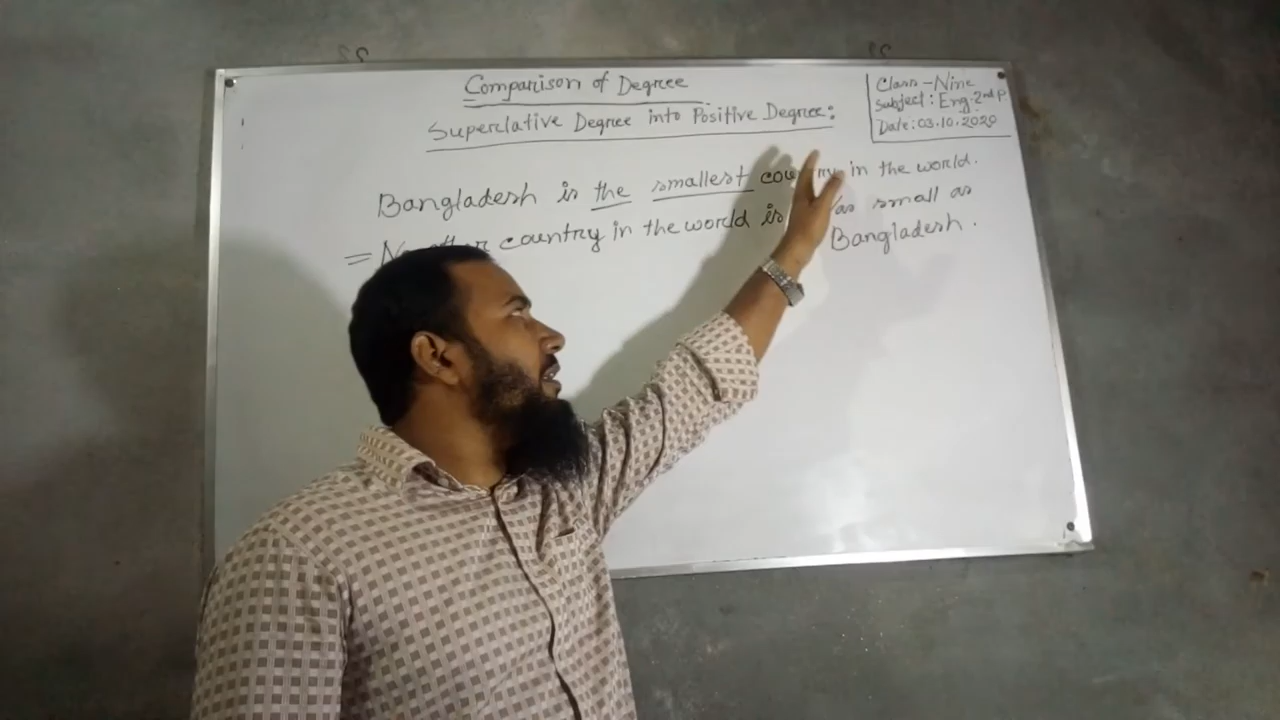 Comparison of Degree
Superlative Degree into Positive Degree:
Class-Nine
Subject: Eng-2nd P
Date: 03.10.2020
Bangladesh is the smallest country in the world.
= No other country in the world is as small as
Bangladesh.